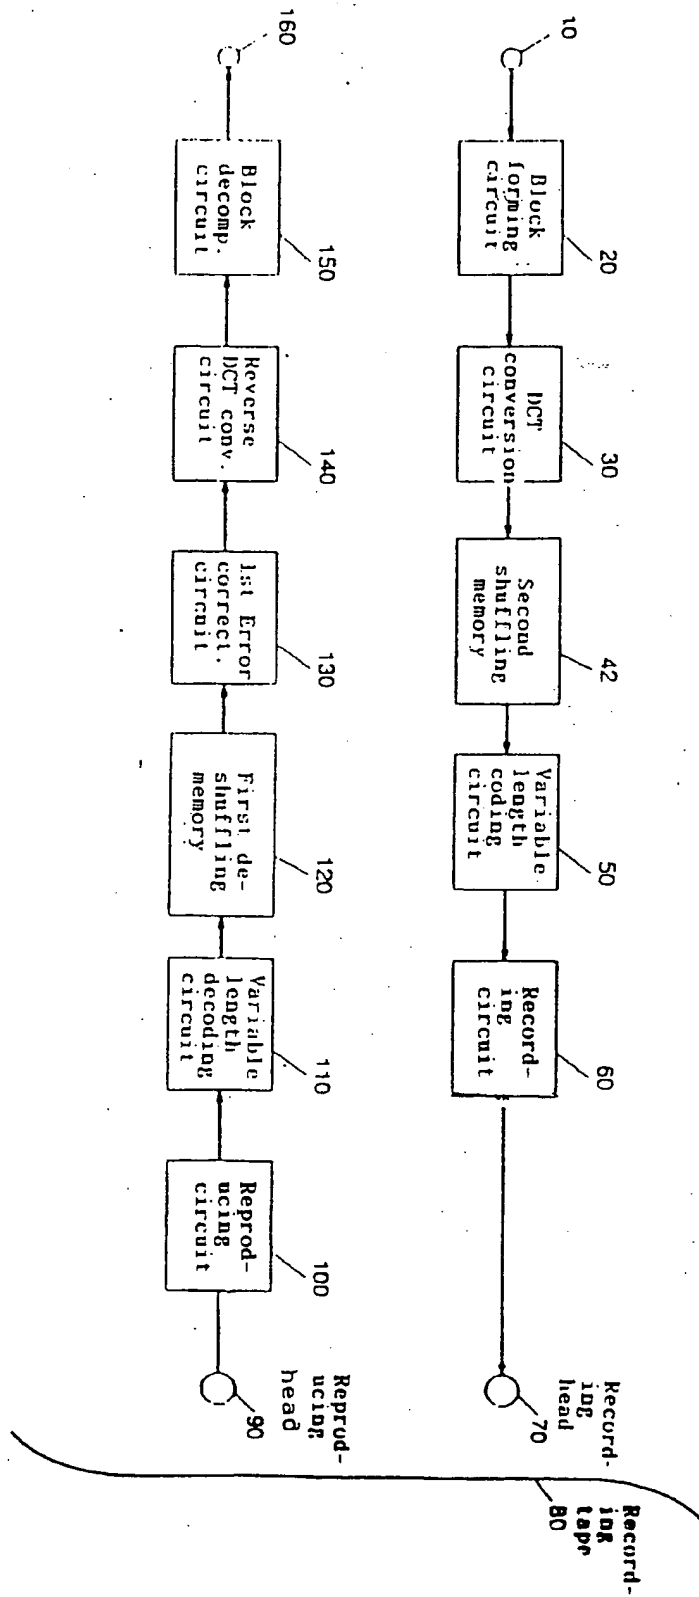 10
Block
forming
circuit
20
DCT
conversion
circuit
30
Second
shuffling
memory
42
Variable
length
coding
circuit
50
Record-
ing
circuit
60
Record-
ing
head
70
Record-
ing
tape
80
160
Block
decomp.
circuit
150
Reverse
DCT conv.
circuit
140
1st Error
correct.
circuit
130
First de-
shuffling
memory
120
Variable
length
decoding
circuit
110
Reprod-
ucing
circuit
100
Reprod-
ucing
head
90